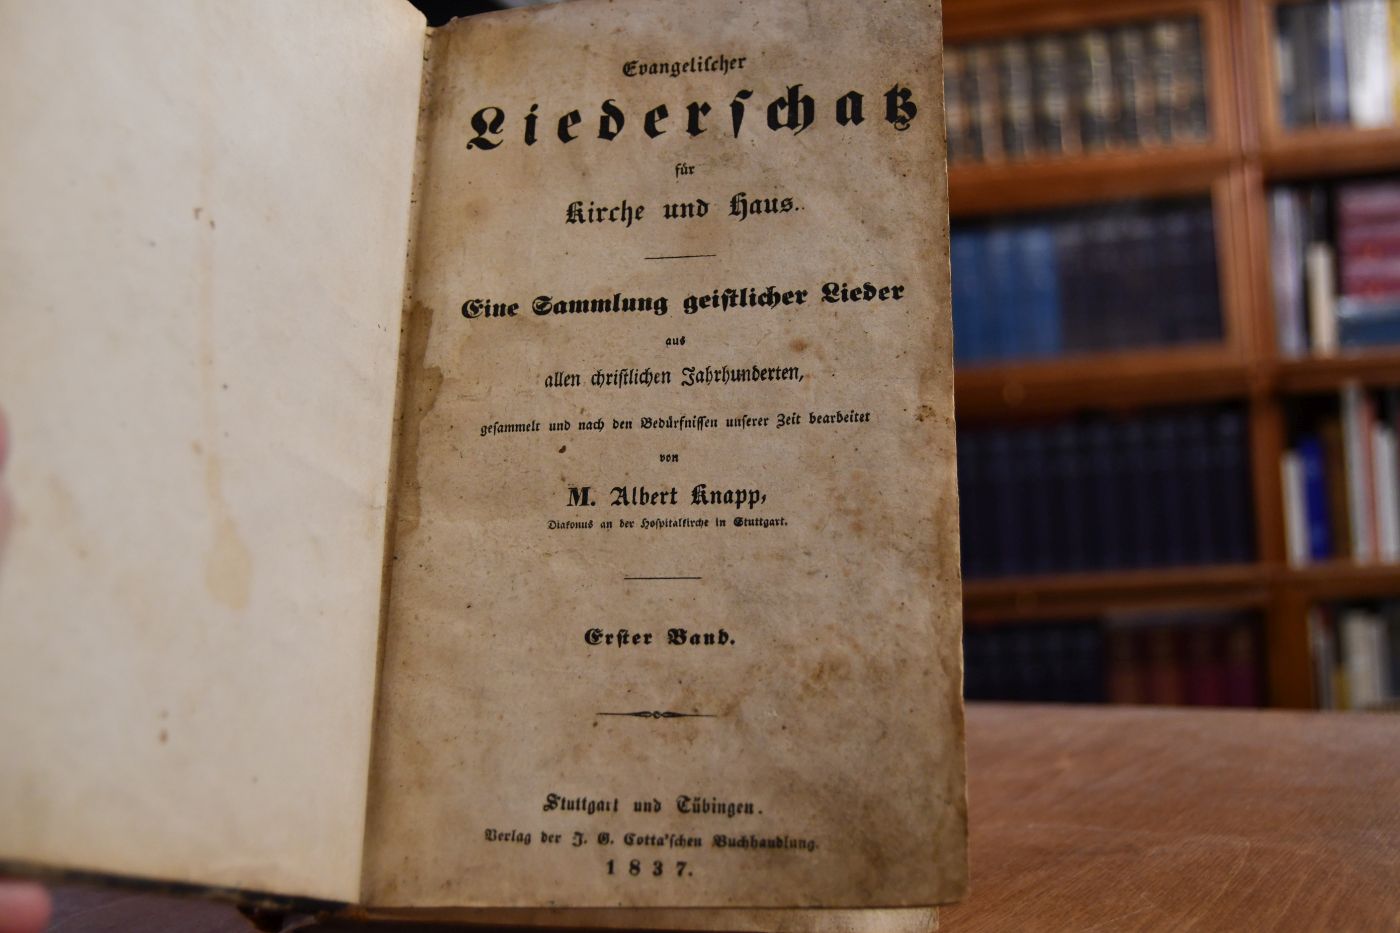 Evangelischer
Liederschatz
für
Kirche und Haus.
Eine Sammlung geistlicher Lieder
aus
allen christlichen Jahrhunderten,
gesammelt und nach den Bedürfnissen unserer Zeit bearbeitet
von
M. Albert Knapp,
Diakonus an der Hospitalkirche in Stuttgart.
Erster Band.
Stuttgart und Tübingen.
Verlag der J. G. Cotta'schen Buchhandlung.
1837.